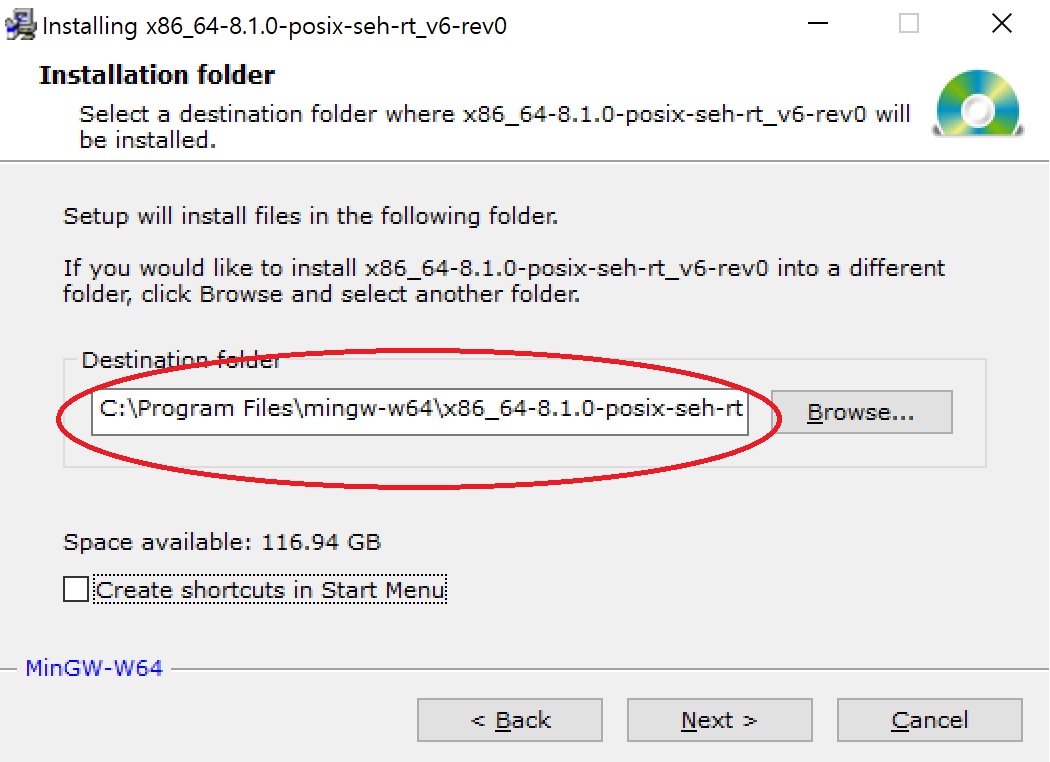 Installing x86_64-8.1.0-posix-seh-rt_v6-rev0
Installation folder
Select a destination folder where x86_64-8.1.0-posix-seh-rt_v6-rev0 will
be installed.
Setup will install files in the following folder.
If you would like to install x86_64-8.1.0-posix-seh-rt_v6-rev0 into a different
folder, click Browse and select another folder.
Destination folder
C:\Program Files\mingw-w64\x86_64-8.1.0-posix-seh-rt
Browse...
Space available: 116.94 GB
Create shortcuts in Start Menu
MinGW-W64
< Back
Next >
Cancel